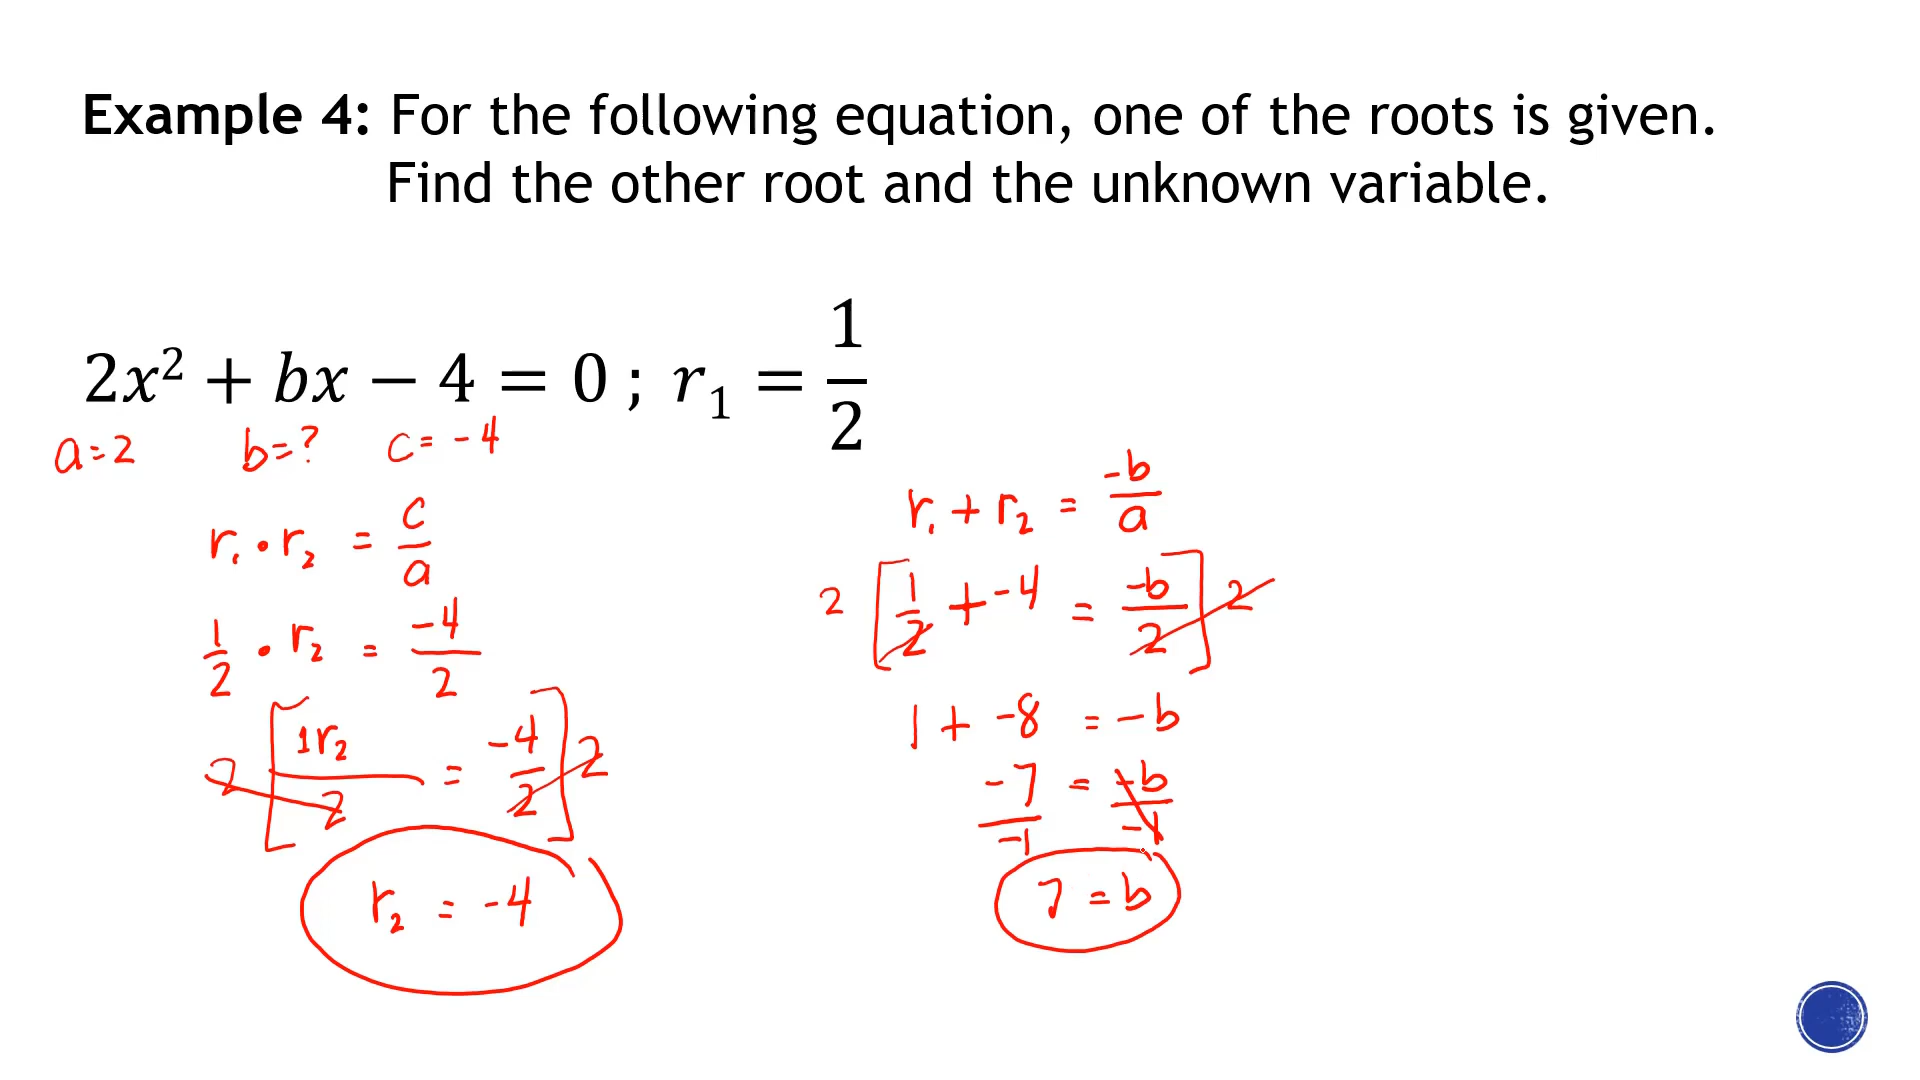 Example 4: For the following equation, one of the roots is given.
Find the other root and the unknown variable.
2x² + bx − 4 = 0 ; r₁ = 1/2
a=2 b=? c= -4
r₁ • r₂ = c/a
1/2 • r₂ = -4/2
2 [1r₂/2 = -4/2] 2
r₂ = -4
r₁ + r₂ = -b/a
2 [1/2 + -4 = -b/2] 2
1 + -8 = -b
-7/-1 = -b/-1
7 = b